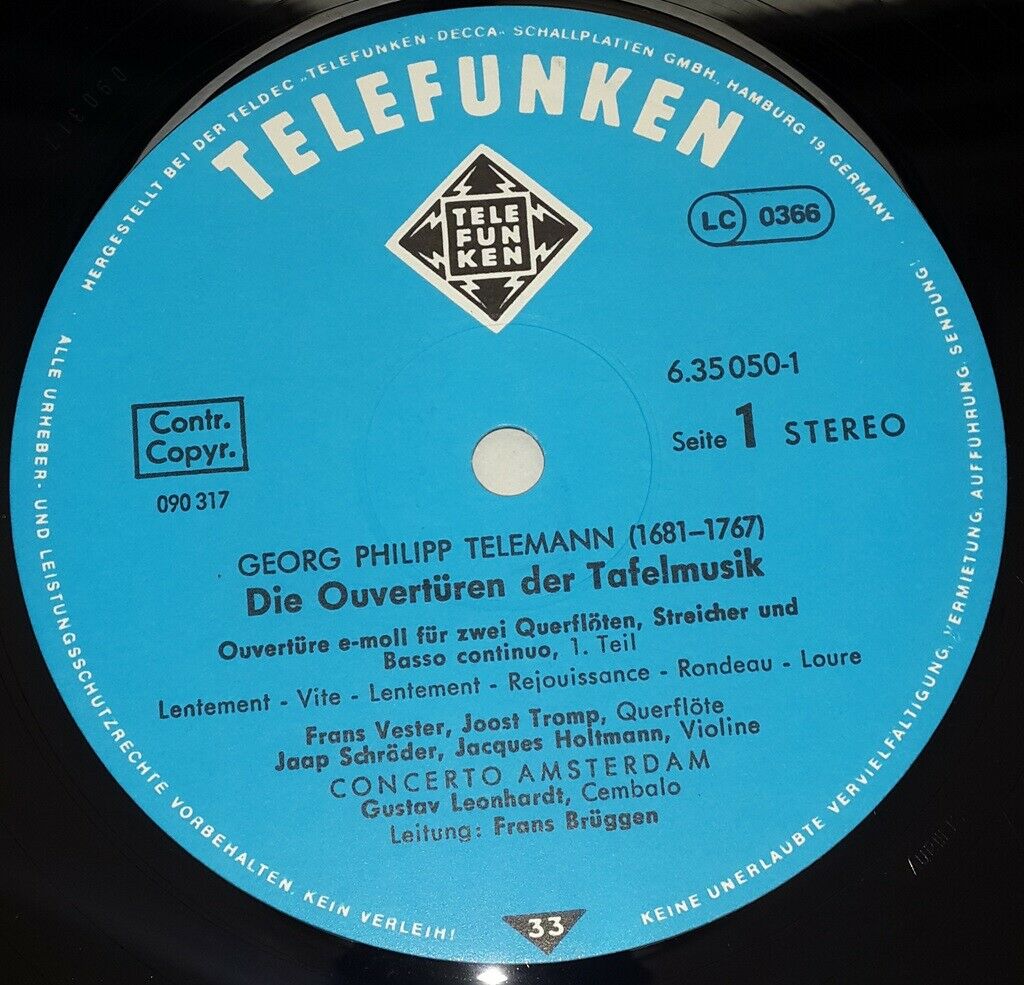 HERGESTELLT BEI DER TELDEC „TELEFUNKEN-DECCA" SCHALLPLATTEN GMBH., HAMBURG 19, GERMANY
TELEFUNKEN
TELE
FUN
KEN
LC 0366
6.35 050-1
Seite 1 STEREO
Contr.
Copyr.
090 317
GEORG PHILIPP TELEMANN (1681–1767)
Die Ouvertüren der Tafelmusik
Ouvertüre e-moll für zwei Querflöten, Streicher und
Basso continuo, 1. Teil
Lentement - Vite - Lentement - Rejouissance - Rondeau - Loure
Frans Vester, Joost Tromp, Querflöte
Jaap Schröder, Jacques Holtmann, Violine
CONCERTO AMSTERDAM
Gustav Leonhardt, Cembalo
Leitung: Frans Brüggen
33
ALLE URHEBER- UND LEISTUNGSSCHUTZRECHTE VORBEHALTEN. KEIN VERLEIH!
KEINE UNERLAUBTE VERVIELFÄLTIGUNG, VERMIETUNG, AUFFÜHRUNG, SENDUNG!